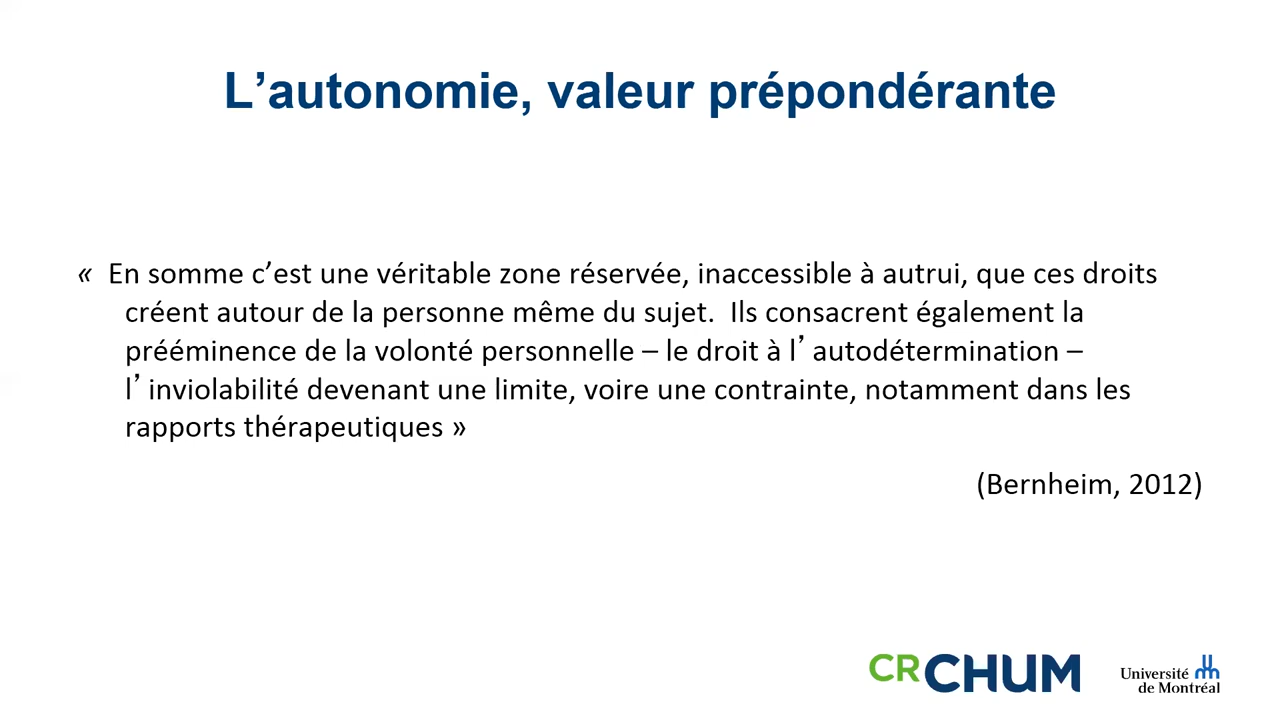 L’autonomie, valeur prépondérante
« En somme c’est une véritable zone réservée, inaccessible à autrui, que ces droits
créent autour de la personne même du sujet. Ils consacrent également la
prééminence de la volonté personnelle – le droit à l’ autodétermination –
l’ inviolabilité devenant une limite, voire une contrainte, notamment dans les
rapports thérapeutiques »
(Bernheim, 2012)
CRCHUM
Université
de Montréal